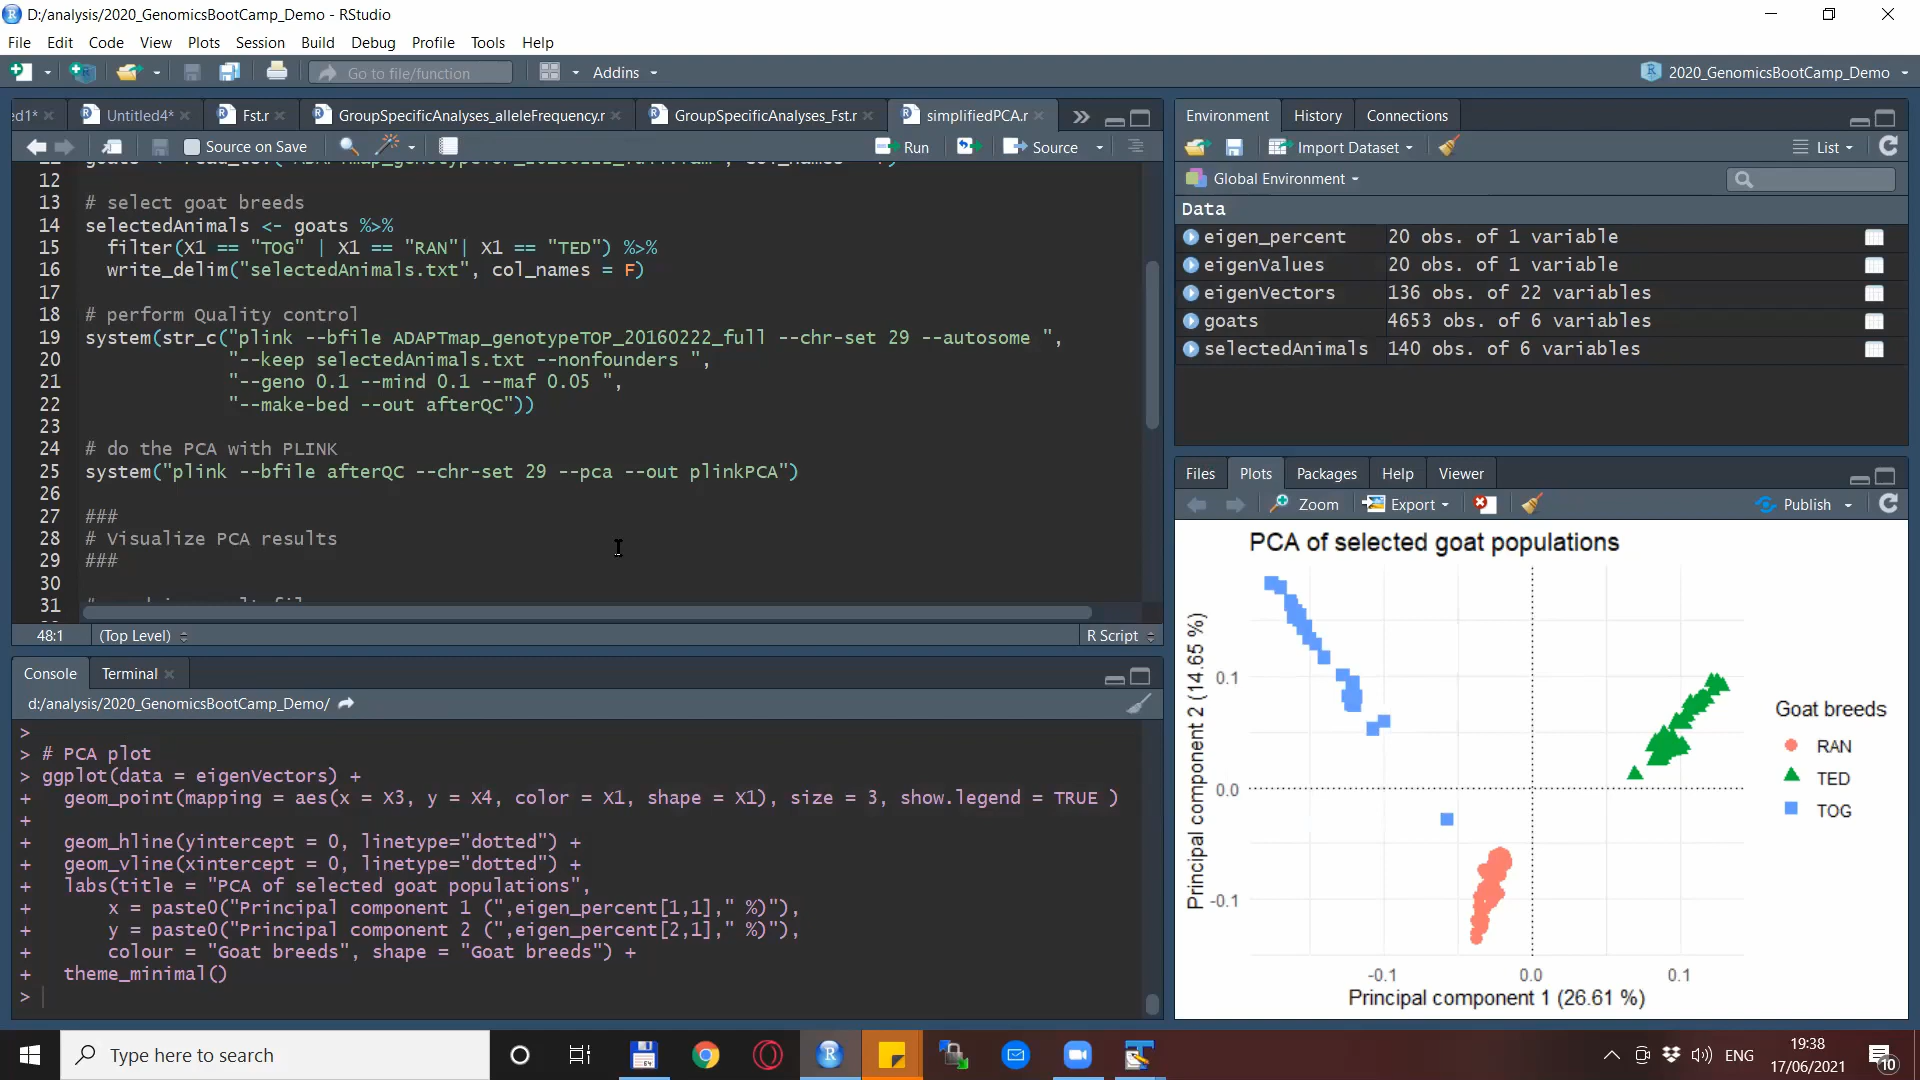 D:/analysis/2020_GenomicsBootCamp_Demo - RStudio
File Edit Code View Plots Session Build Debug Profile Tools Help
Go to file/function Addins 2020_GenomicsBootCamp_Demo
ed1* Untitled4* Fst.r GroupSpecificAnalyses_alleleFrequency.r GroupSpecificAnalyses_Fst.r simplifiedPCA.r
Source on Save Run Source
12
13 # select goat breeds
14 selectedAnimals <- goats %>%
15 filter(X1 == "TOG" | X1 == "RAN"| X1 == "TED") %>%
16 write_delim("selectedAnimals.txt", col_names = F)
17
18 # perform Quality control
19 system(str_c("plink --bfile ADAPTmap_genotypeTOP_20160222_full --chr-set 29 --autosome ",
20 "--keep selectedAnimals.txt --nonfounders ",
21 "--geno 0.1 --mind 0.1 --maf 0.05 ",
22 "--make-bed --out afterQC"))
23
24 # do the PCA with PLINK
25 system("plink --bfile afterQC --chr-set 29 --pca --out plinkPCA")
26
27 ###
28 # Visualize PCA results
29 ###
30
31
48:1 (Top Level) R Script
Console Terminal
d:/analysis/2020_GenomicsBootCamp_Demo/
>
> # PCA plot
> ggplot(data = eigenVectors) +
+ geom_point(mapping = aes(x = X3, y = X4, color = X1, shape = X1), size = 3, show.legend = TRUE )
+
+ geom_hline(yintercept = 0, linetype="dotted") +
+ geom_vline(xintercept = 0, linetype="dotted") +
+ labs(title = "PCA of selected goat populations",
+ x = paste0("Principal component 1 (",eigen_percent[1,1]," %)"),
+ y = paste0("Principal component 2 (",eigen_percent[2,1]," %)"),
+ colour = "Goat breeds", shape = "Goat breeds") +
+ theme_minimal()
>
Environment History Connections
Import Dataset List
Global Environment
Data
eigen_percent 20 obs. of 1 variable
eigenValues 20 obs. of 1 variable
eigenVectors 136 obs. of 22 variables
goats 4653 obs. of 6 variables
selectedAnimals 140 obs. of 6 variables
Files Plots Packages Help Viewer
Zoom Export Publish
PCA of selected goat populations
Principal component 2 (14.65 %)
0.1
0.0
-0.1
-0.1 0.0 0.1
Principal component 1 (26.61 %)
Goat breeds
RAN
TED
TOG
Type here to search
64
ENG
19:38
17/06/2021
10